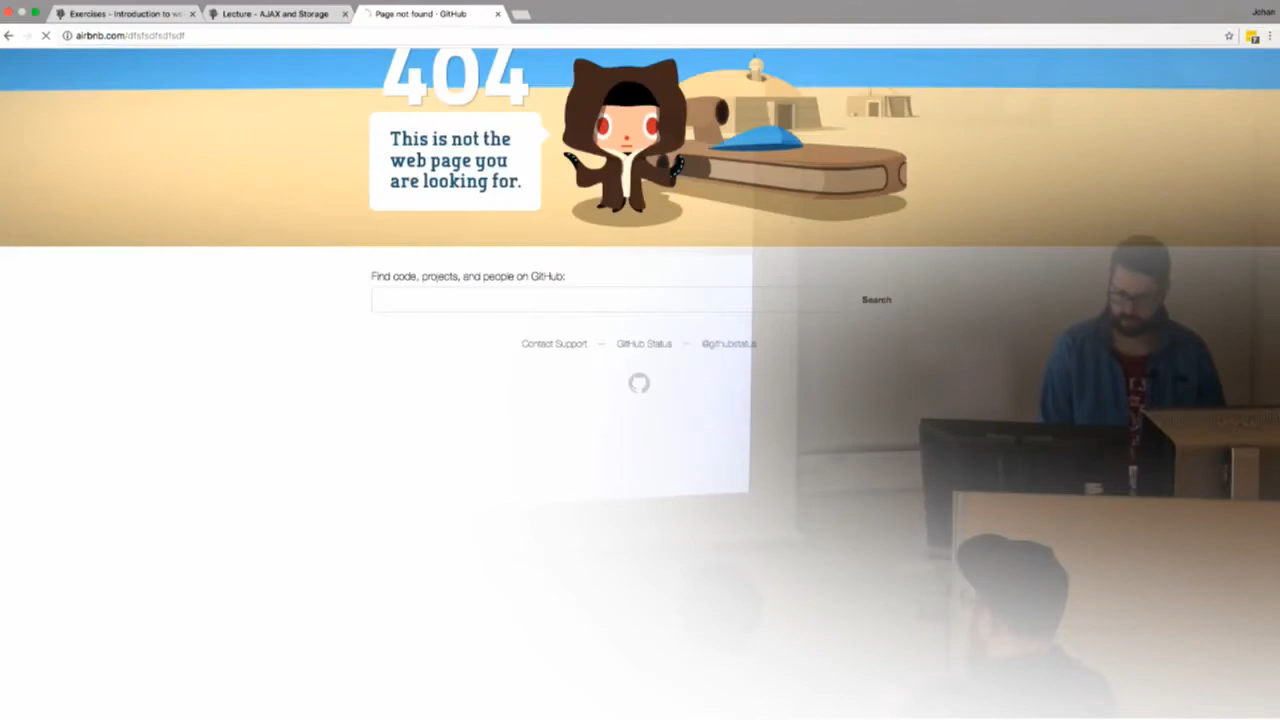 Exercises - Introduction to we
Lecture - AJAX and Storage
Page not found · GitHub
Johan
airbnb.com/dfsfsdfsdfsdf
404
This is not the
web page you
are looking for.
Find code, projects, and people on GitHub:
Search
Contact Support — GitHub Status — @githubstatus